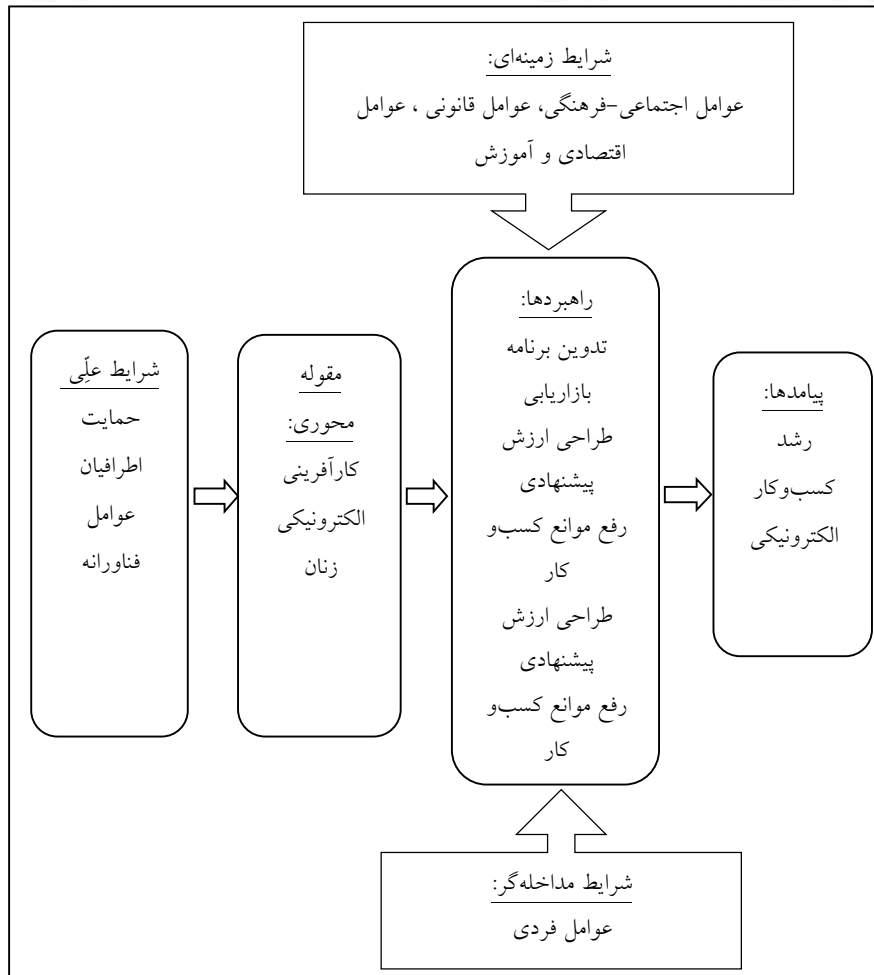 شرایط زمینه‌ای:
عوامل اجتماعی-فرهنگی، عوامل قانونی ، عوامل
اقتصادی و آموزش
شرایط علّی
حمایت
اطرافیان
عوامل
فناورانه
مقوله
محوری:
کارآفرینی
الکترونیکی
زنان
راهبردها:
تدوین برنامه
بازاریابی
طراحی ارزش
پیشنهادی
رفع موانع کسب‌و
کار
طراحی ارزش
پیشنهادی
رفع موانع کسب‌و
کار
پیامدها:
رشد
کسب‌وکار
الکترونیکی
شرایط مداخله‌گر:
عوامل فردی